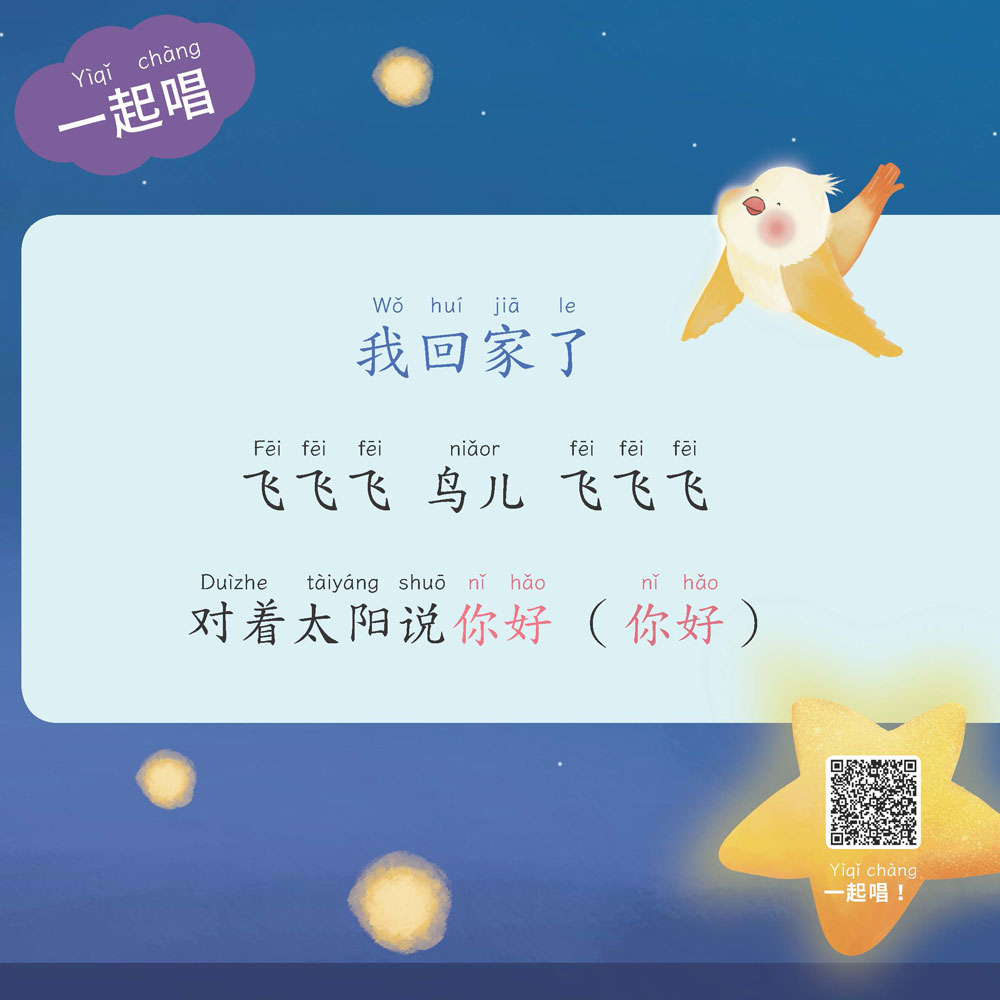 Yìqǐ chàng
一起唱
Wǒ huí jiā le
我回家了
Fēi fēi fēi niǎor fēi fēi fēi
飞飞飞 鸟儿 飞飞飞
Duìzhe tàiyáng shuō nǐ hǎo nǐ hǎo
对着太阳说你好（你好）
Yìqǐ chàng
一起唱！